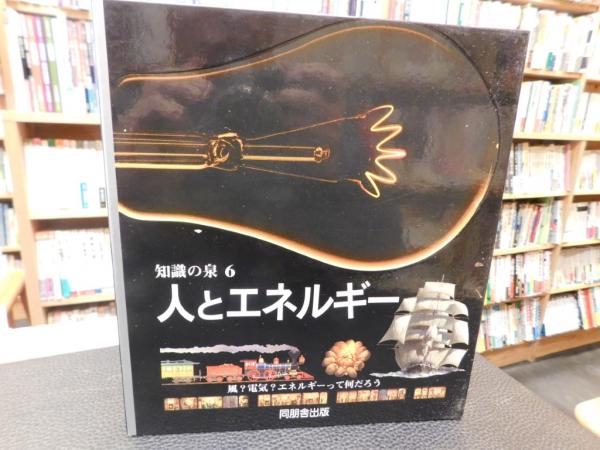 知識の泉 6
人とエネルギー
風?電気?エネルギーって何だろう
同朋舎出版